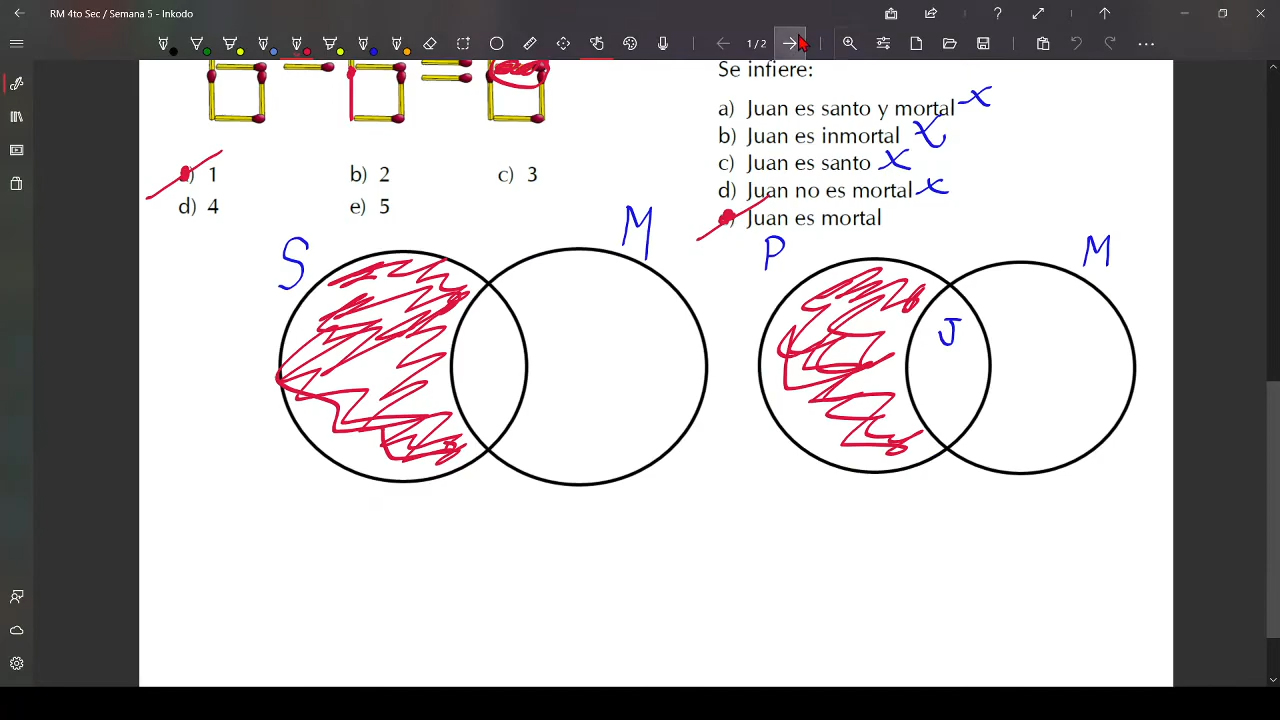 RM 4to Sec / Semana 5 - Inkodo
1/2
Se infiere:
a) Juan es santo y mortal x
b) Juan es inmortal x
c) Juan es santo x
d) Juan no es mortal x
Juan es mortal
) 1
b) 2
c) 3
d) 4
e) 5
S
M
P
M
J